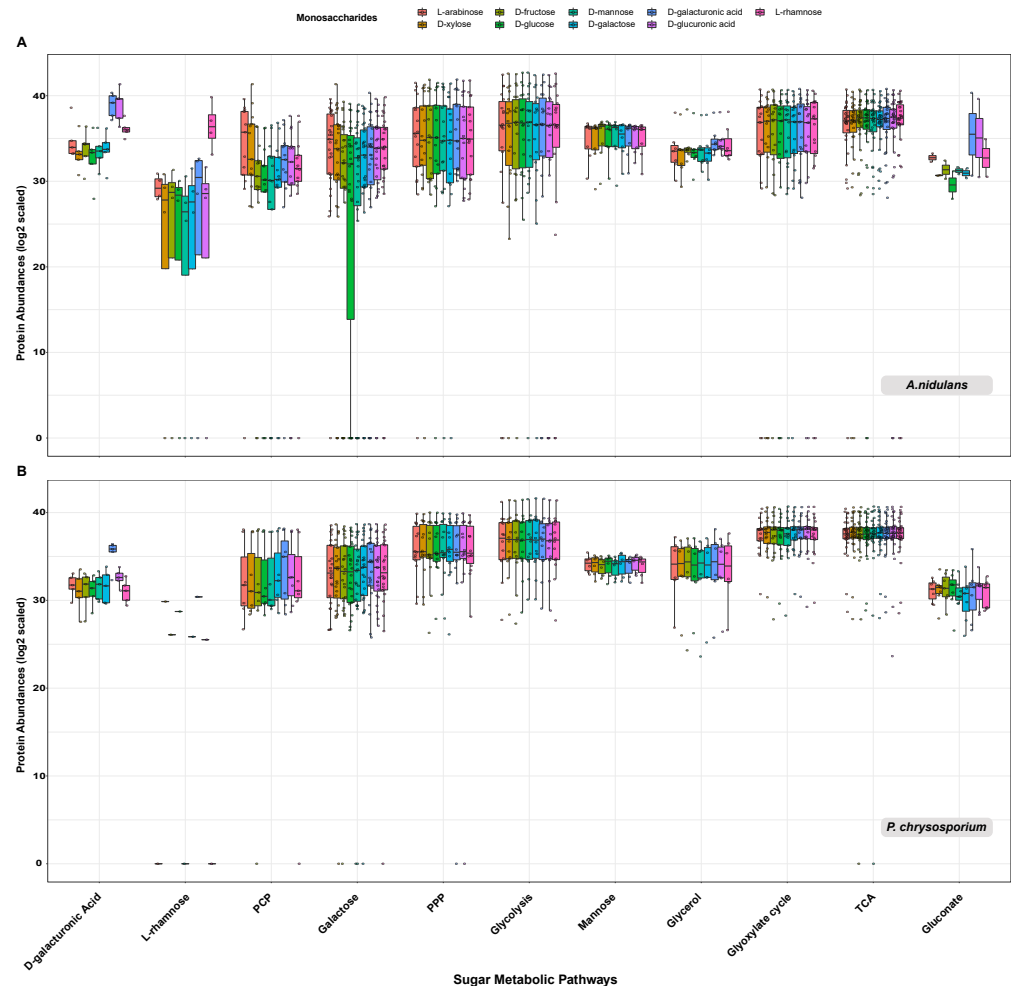 Monosaccharides
L-arabinose D-fructose D-mannose D-galacturonic acid L-rhamnose
D-xylose D-glucose D-galactose D-glucuronic acid
A
Protein Abundances (log2 scaled)
40
30
20
10
0
A.nidulans
B
Protein Abundances (log2 scaled)
40
30
20
10
0
P. chrysosporium
D-galacturonic Acid
L-rhamnose
PCP
Galactose
PPP
Glycolysis
Mannose
Glycerol
Glyoxylate cycle
TCA
Gluconate
Sugar Metabolic Pathways